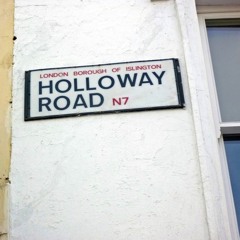 LONDON BOROUGH OF ISLINGTON
HOLLOWAY
ROAD N7